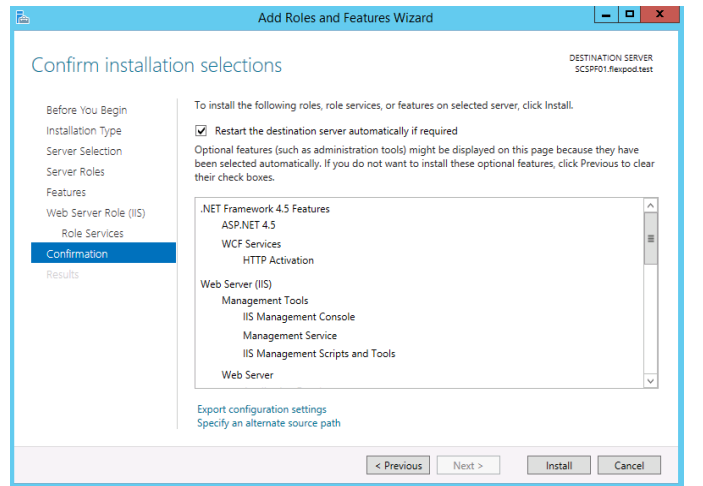 Add Roles and Features Wizard
Confirm installation selections
DESTINATION SERVER
SCSPF01.flexpod.test
Before You Begin
Installation Type
Server Selection
Server Roles
Features
Web Server Role (IIS)
Role Services
Confirmation
Results
To install the following roles, role services, or features on selected server, click Install.
Restart the destination server automatically if required
Optional features (such as administration tools) might be displayed on this page because they have
been selected automatically. If you do not want to install these optional features, click Previous to clear
their check boxes.
.NET Framework 4.5 Features
ASP.NET 4.5
WCF Services
HTTP Activation
Web Server (IIS)
Management Tools
IIS Management Console
Management Service
IIS Management Scripts and Tools
Web Server
Export configuration settings
Specify an alternate source path
< Previous
Next >
Install
Cancel